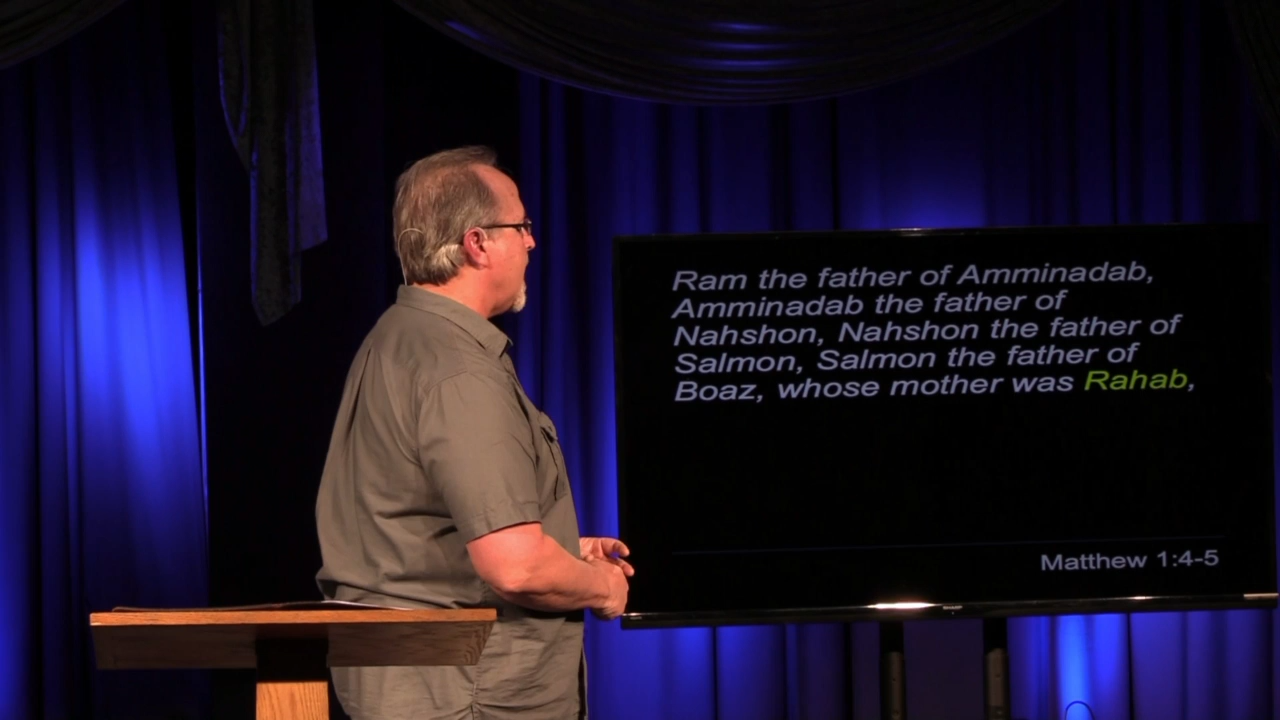 Ram the father of Amminadab,
Amminadab the father of
Nahshon, Nahshon the father of
Salmon, Salmon the father of
Boaz, whose mother was Rahab,
Matthew 1:4-5